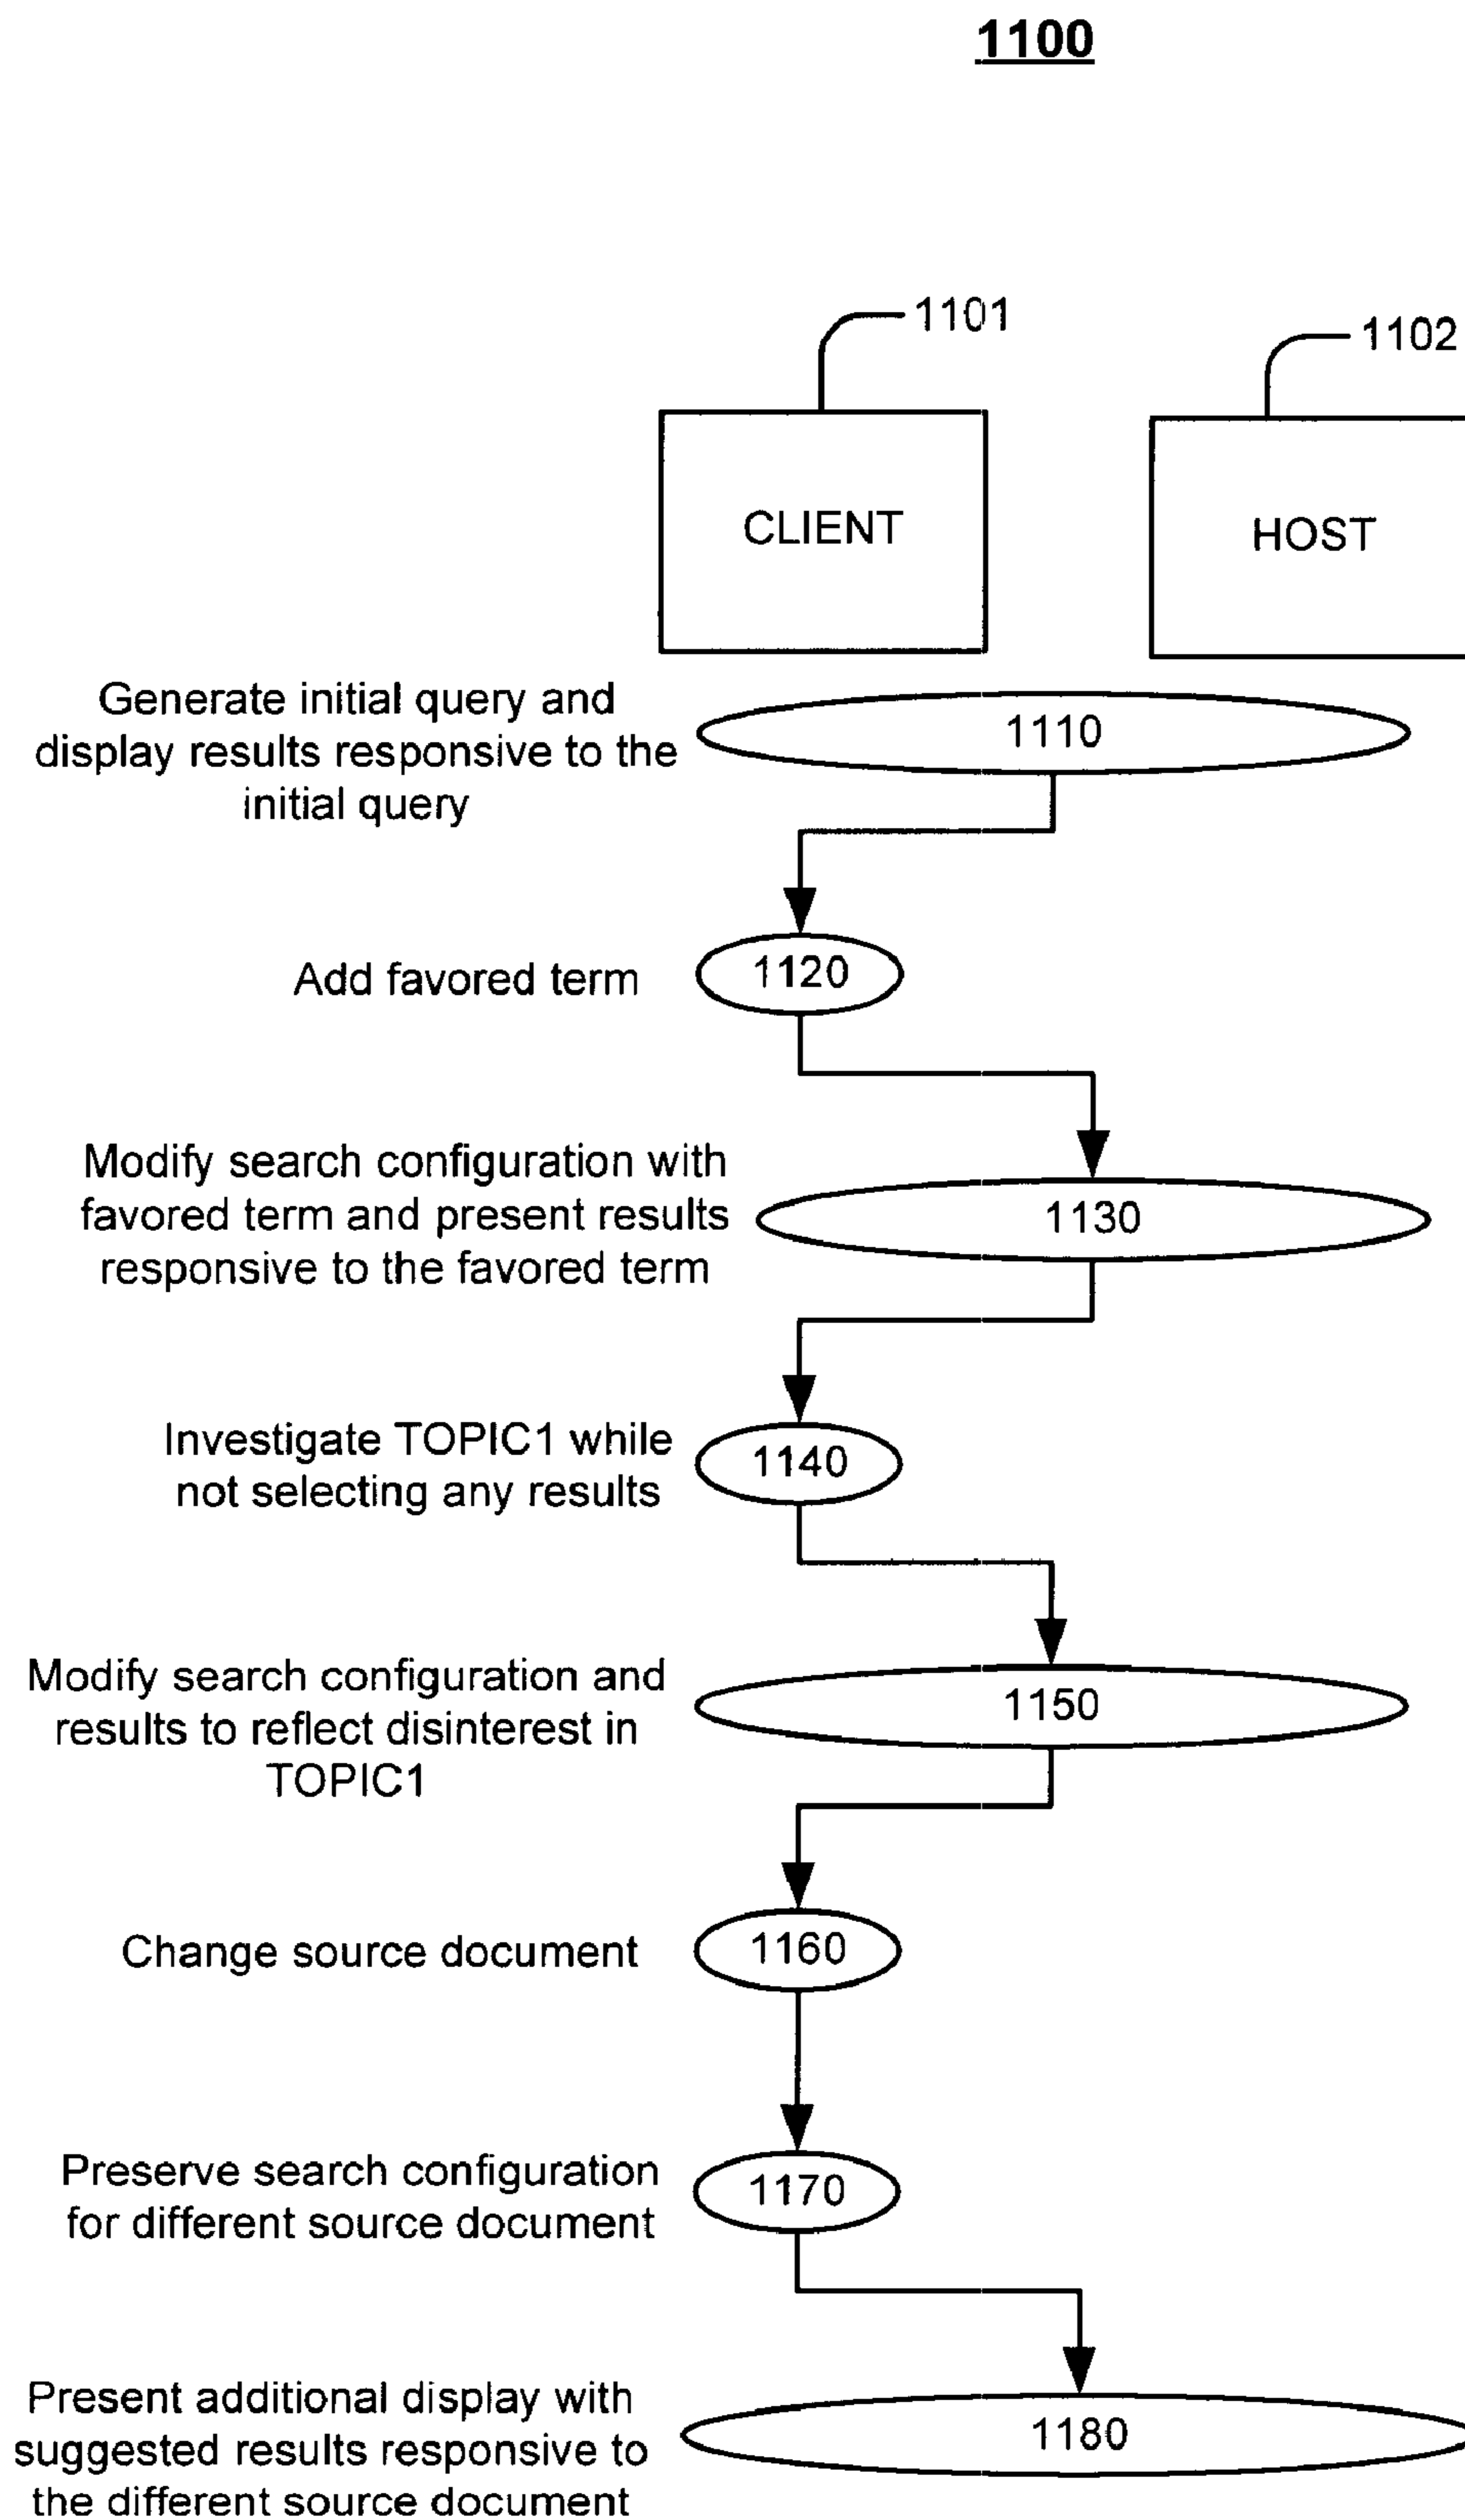 1100
1101
1102
CLIENT
HOST
Generate initial query and
display results responsive to the
initial query
1110
Add favored term
1120
Modify search configuration with
favored term and present results
responsive to the favored term
1130
Investigate TOPIC1 while
not selecting any results
1140
Modify search configuration and
results to reflect disinterest in
TOPIC1
1150
Change source document
1160
Preserve search configuration
for different source document
1170
Present additional display with
suggested results responsive to
the different source document
1180